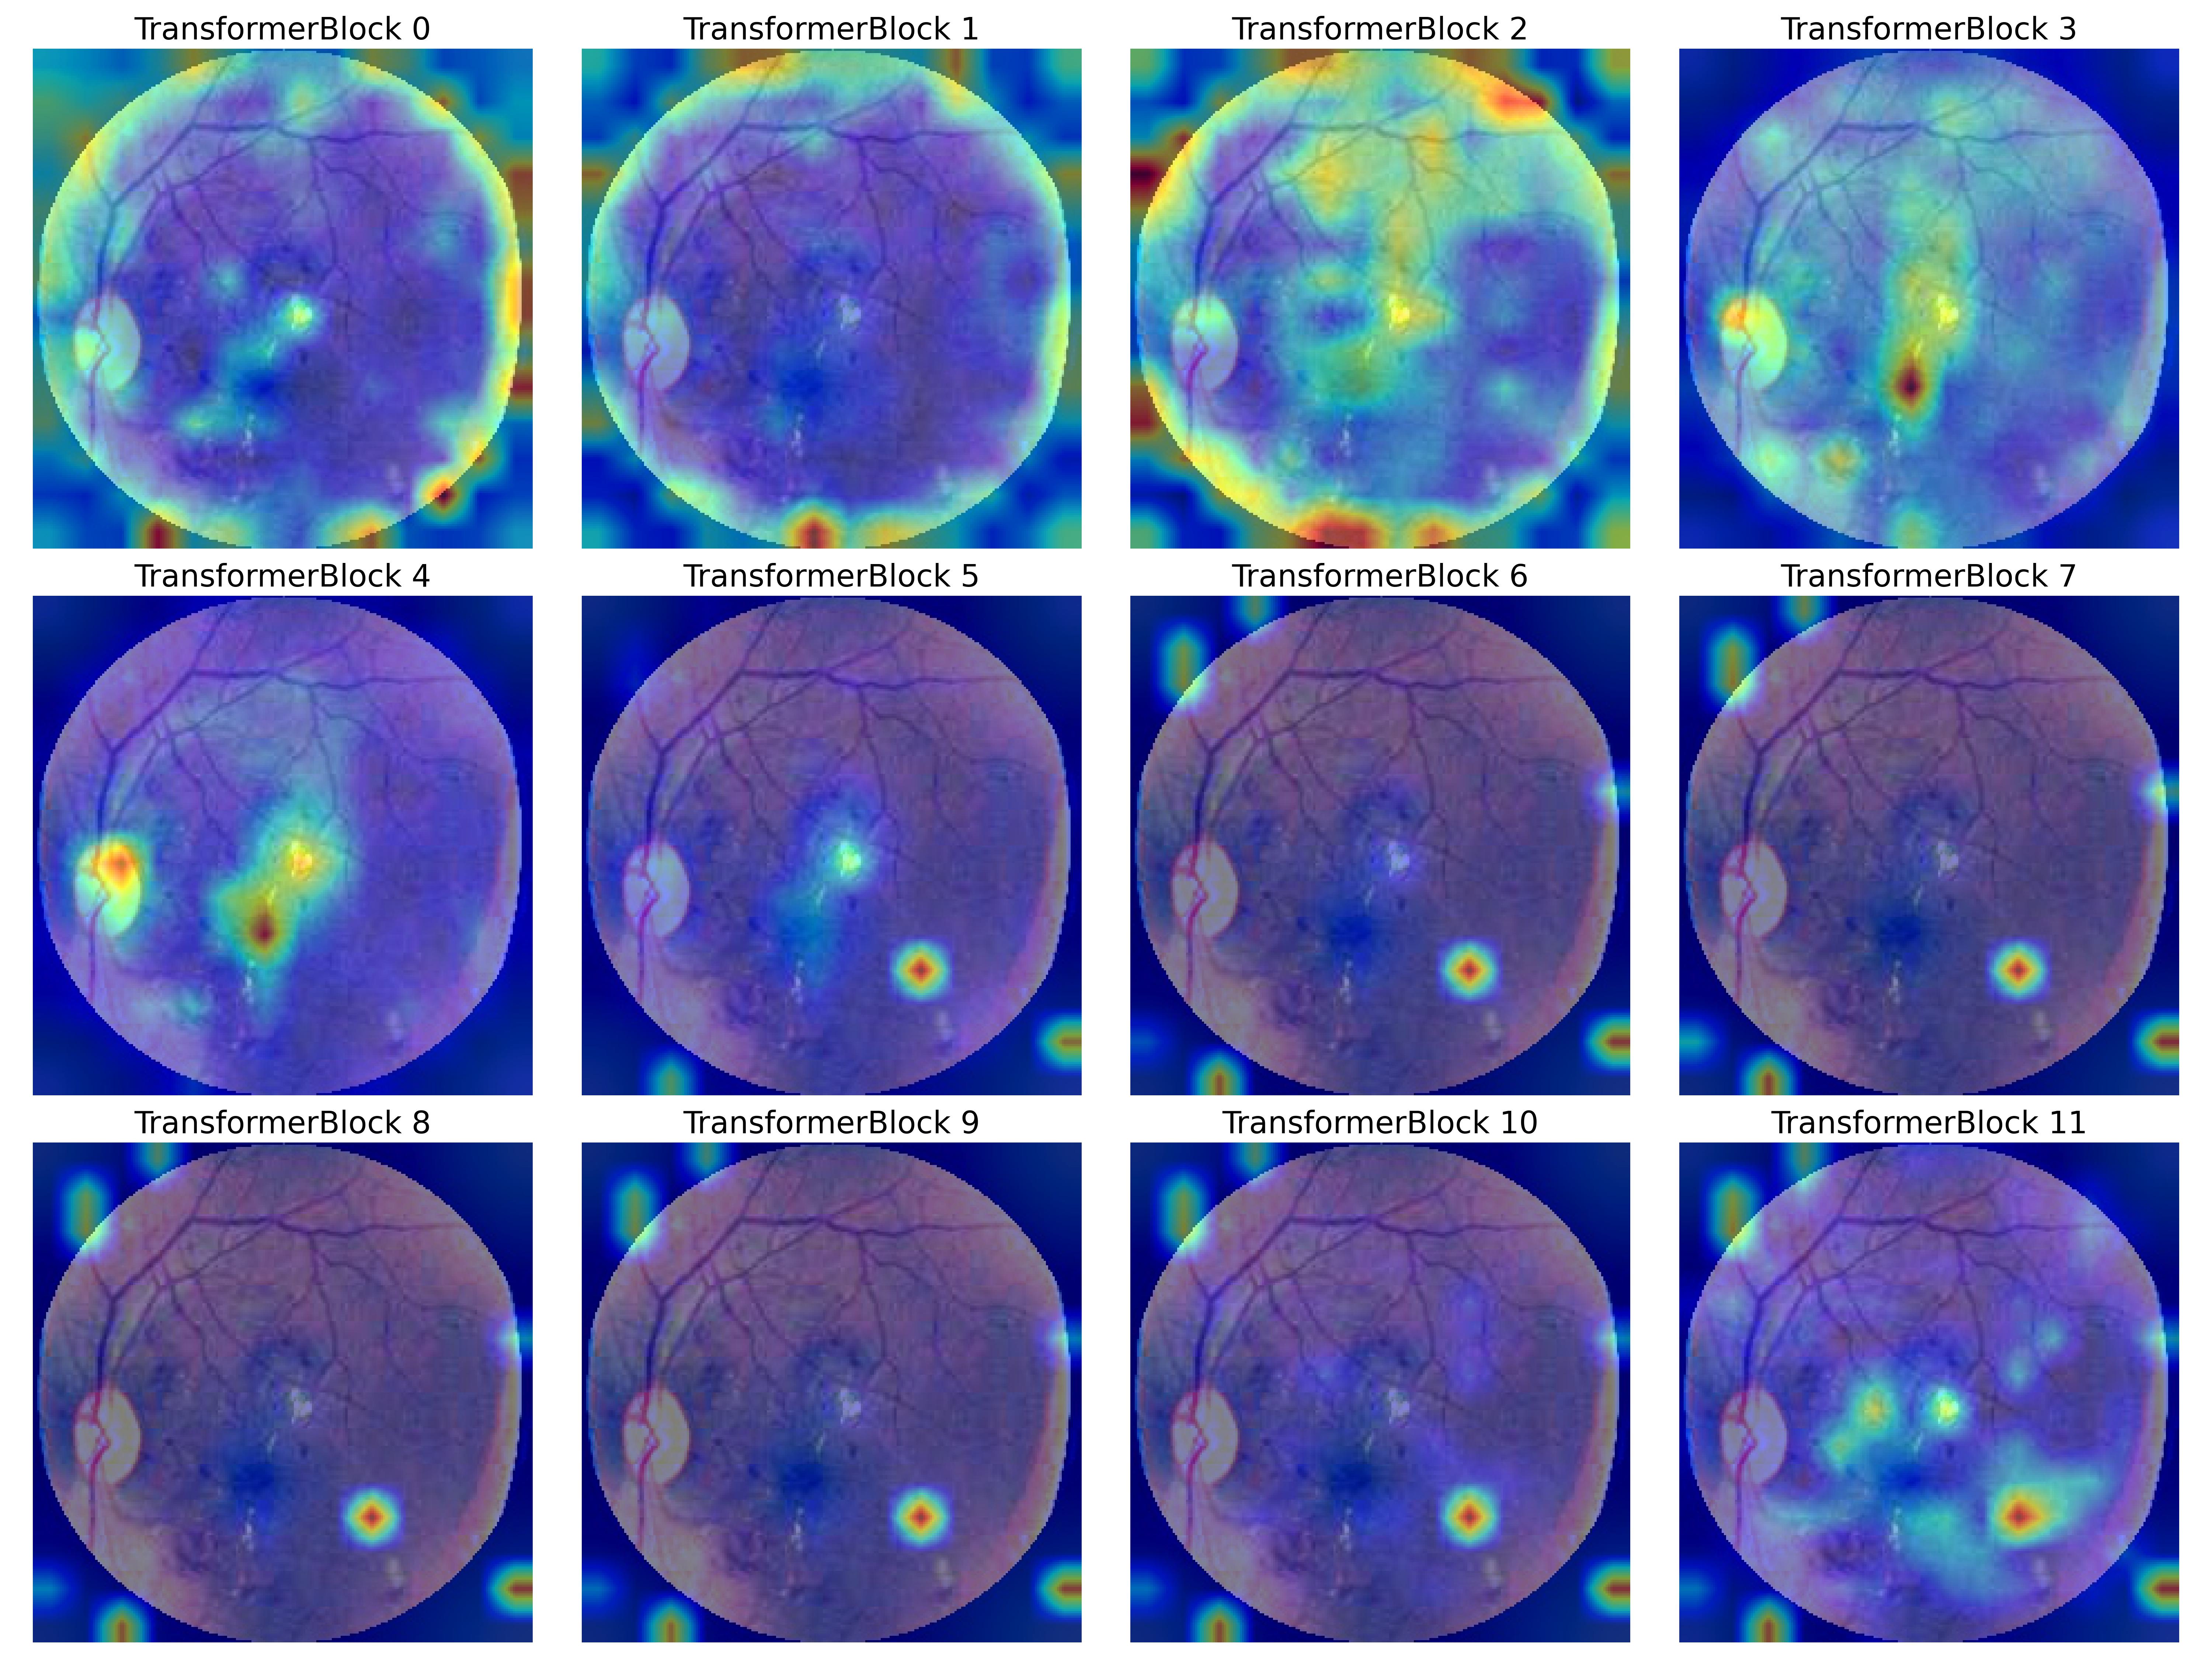 TransformerBlock 0
TransformerBlock 1
TransformerBlock 2
TransformerBlock 3
TransformerBlock 4
TransformerBlock 5
TransformerBlock 6
TransformerBlock 7
TransformerBlock 8
TransformerBlock 9
TransformerBlock 10
TransformerBlock 11